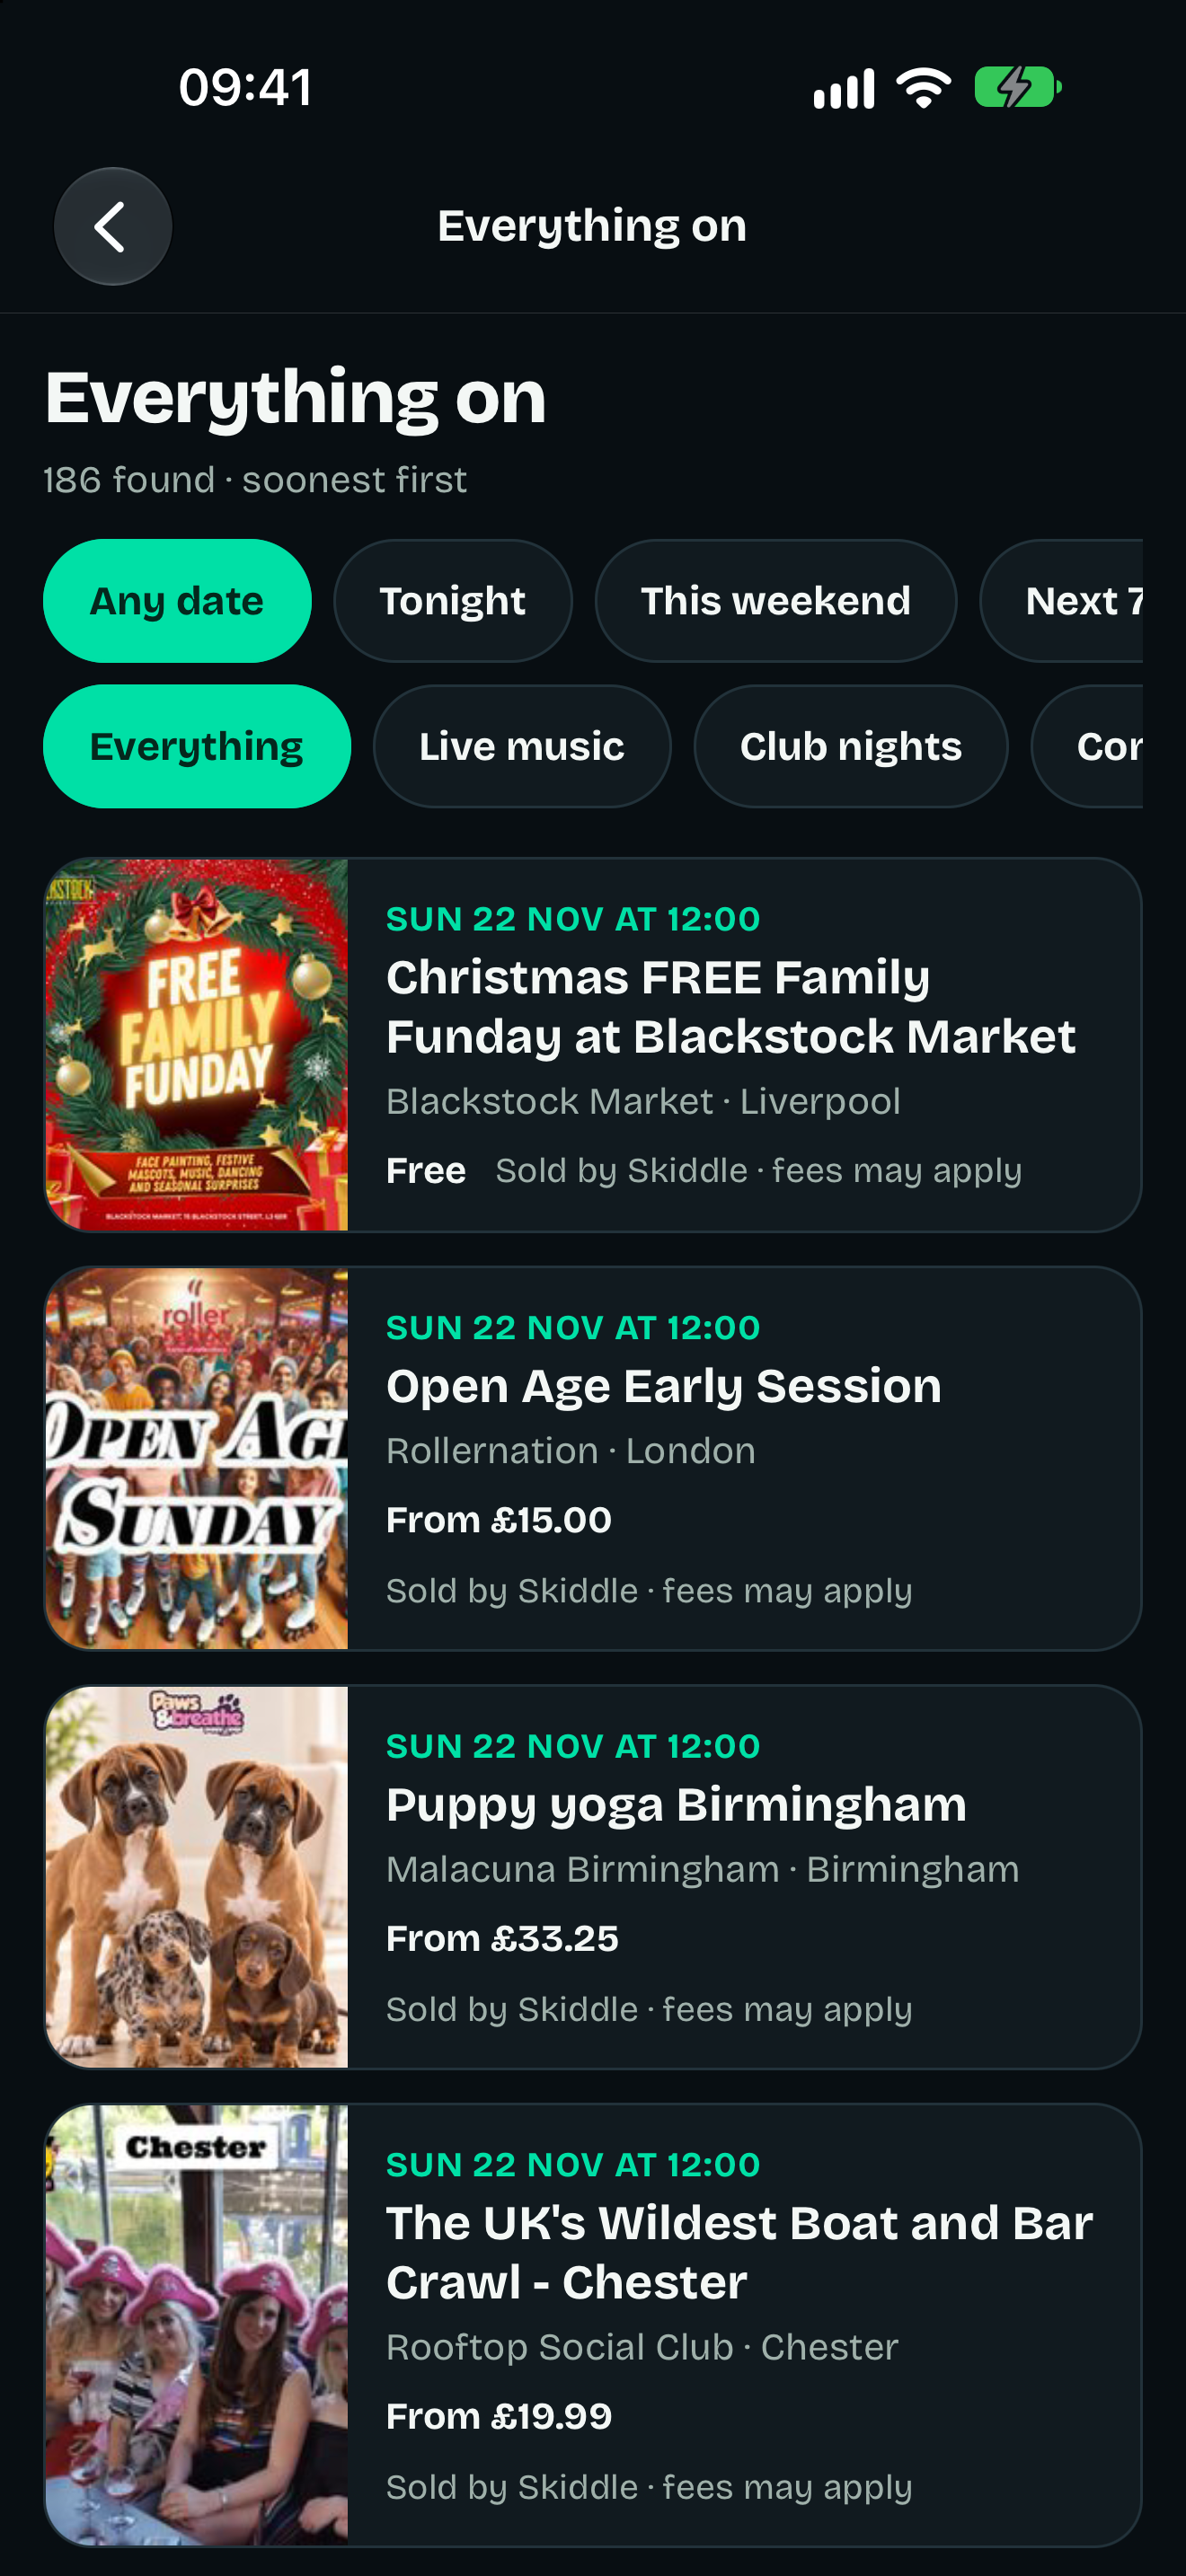 09:41
Everything on
Everything on
186 found · soonest first
Any date
Tonight
This weekend
Next 7
Everything
Live music
Club nights
Cor
FREE
FAMILY
FUNDAY
FACE PAINTING, FESTIVE
MASCOTS, MUSIC, DANCING
AND SEASONAL SURPRISES
SUN 22 NOV AT 12:00
Christmas FREE Family
Funday at Blackstock Market
Blackstock Market · Liverpool
Free Sold by Skiddle · fees may apply
roller
OPEN AGE
SUNDAY
SUN 22 NOV AT 12:00
Open Age Early Session
Rollernation · London
From £15.00
Sold by Skiddle · fees may apply
Paws
&breathe
SUN 22 NOV AT 12:00
Puppy yoga Birmingham
Malacuna Birmingham · Birmingham
From £33.25
Sold by Skiddle · fees may apply
Chester
SUN 22 NOV AT 12:00
The UK's Wildest Boat and Bar
Crawl - Chester
Rooftop Social Club · Chester
From £19.99
Sold by Skiddle · fees may apply